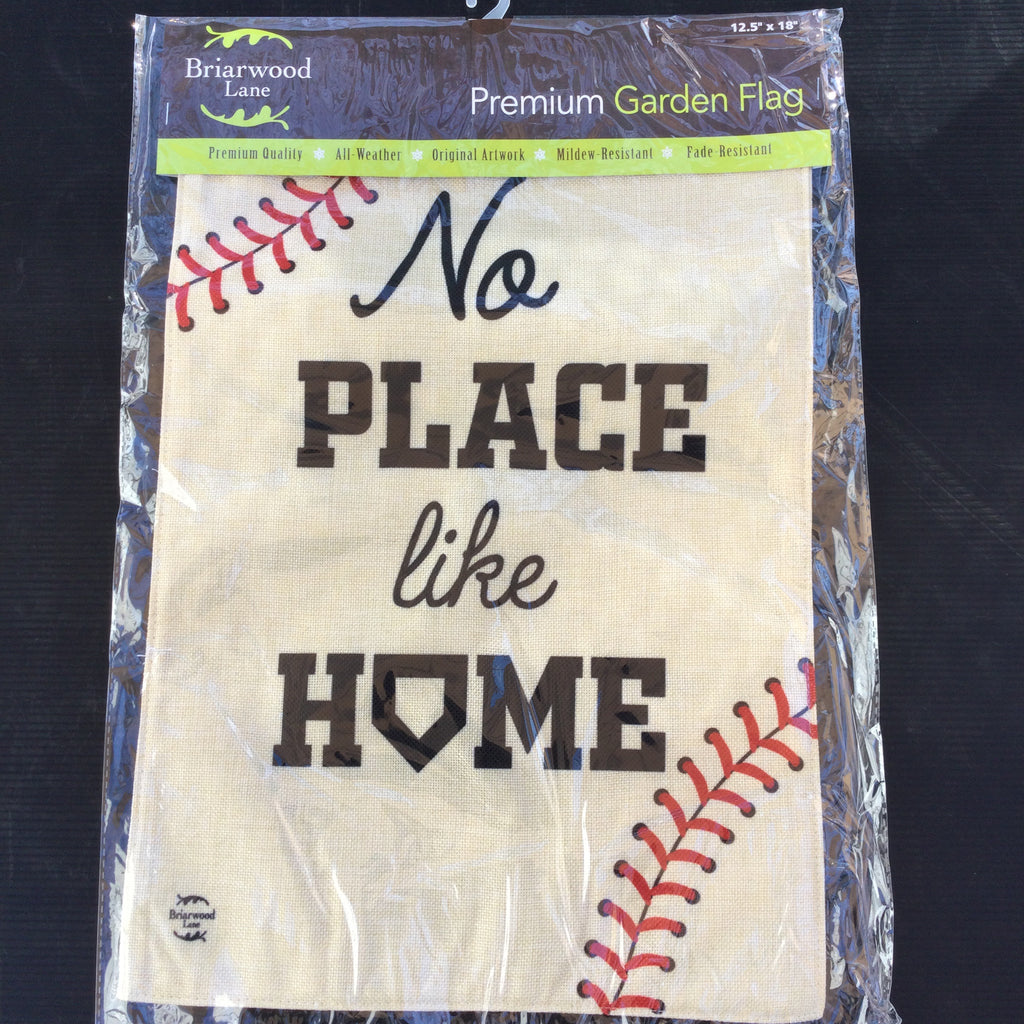 12.5" x 18"
Briarwood
Lane
Premium Garden Flag
Premium Quality All-Weather Original Artwork Mildew-Resistant Fade-Resistant
No
PLACE
like
HOME
Briarwood
Lane